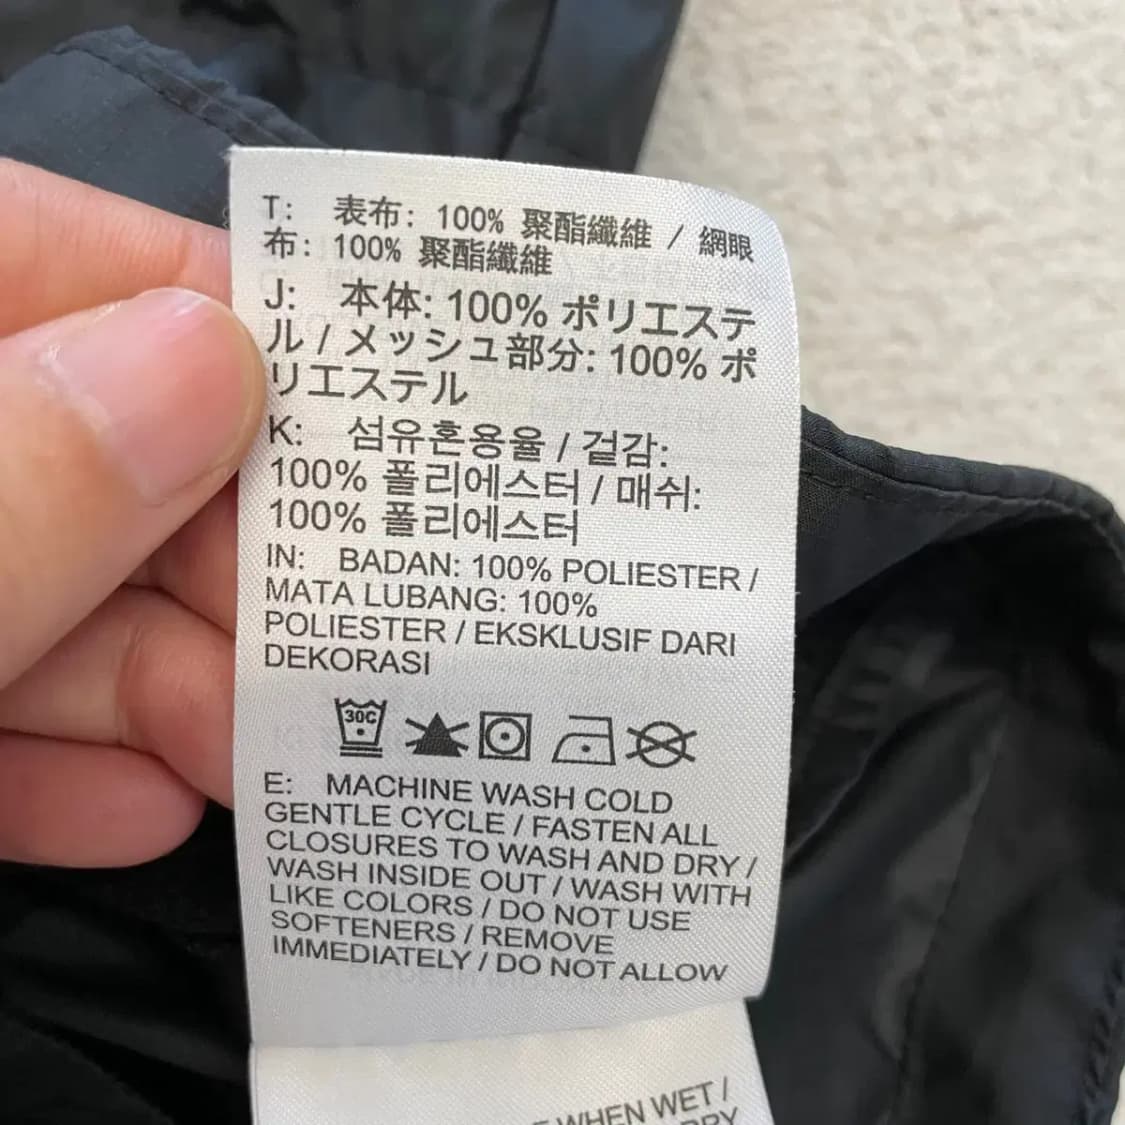 T: 表布: 100% 聚酯纖維 / 網眼
布: 100% 聚酯纖維
J: 本体: 100% ポリエステ
ル / メッシュ部分: 100% ポ
リエステル
K: 섬유혼용율 / 겉감:
100% 폴리에스터 / 매쉬:
100% 폴리에스터
IN: BADAN: 100% POLIESTER /
MATA LUBANG: 100%
POLIESTER / EKSKLUSIF DARI
DEKORASI
30C
E: MACHINE WASH COLD
GENTLE CYCLE / FASTEN ALL
CLOSURES TO WASH AND DRY /
WASH INSIDE OUT / WASH WITH
LIKE COLORS / DO NOT USE
SOFTENERS / REMOVE
IMMEDIATELY / DO NOT ALLOW
WHEN WET /